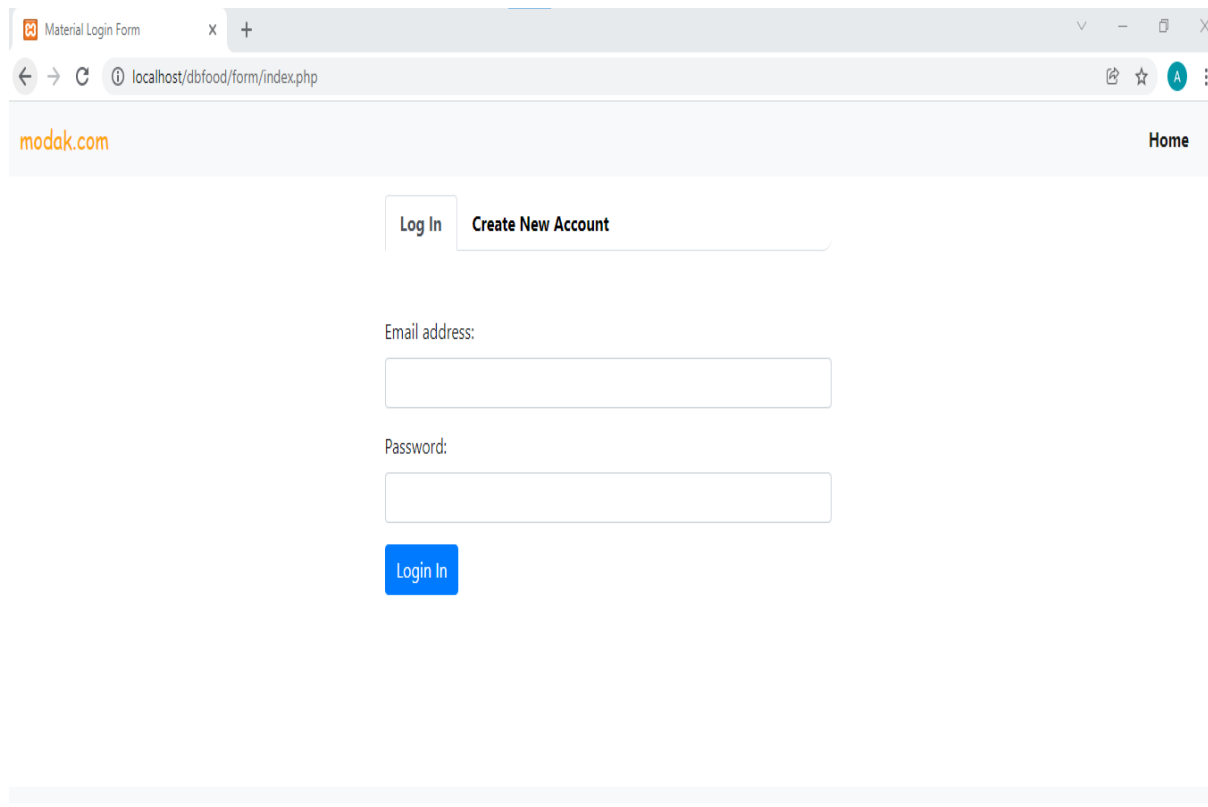 Material Login Form
localhost/dbfood/form/index.php
A
modak.com
Home
Log In
Create New Account
Email address:
Password:
Login In